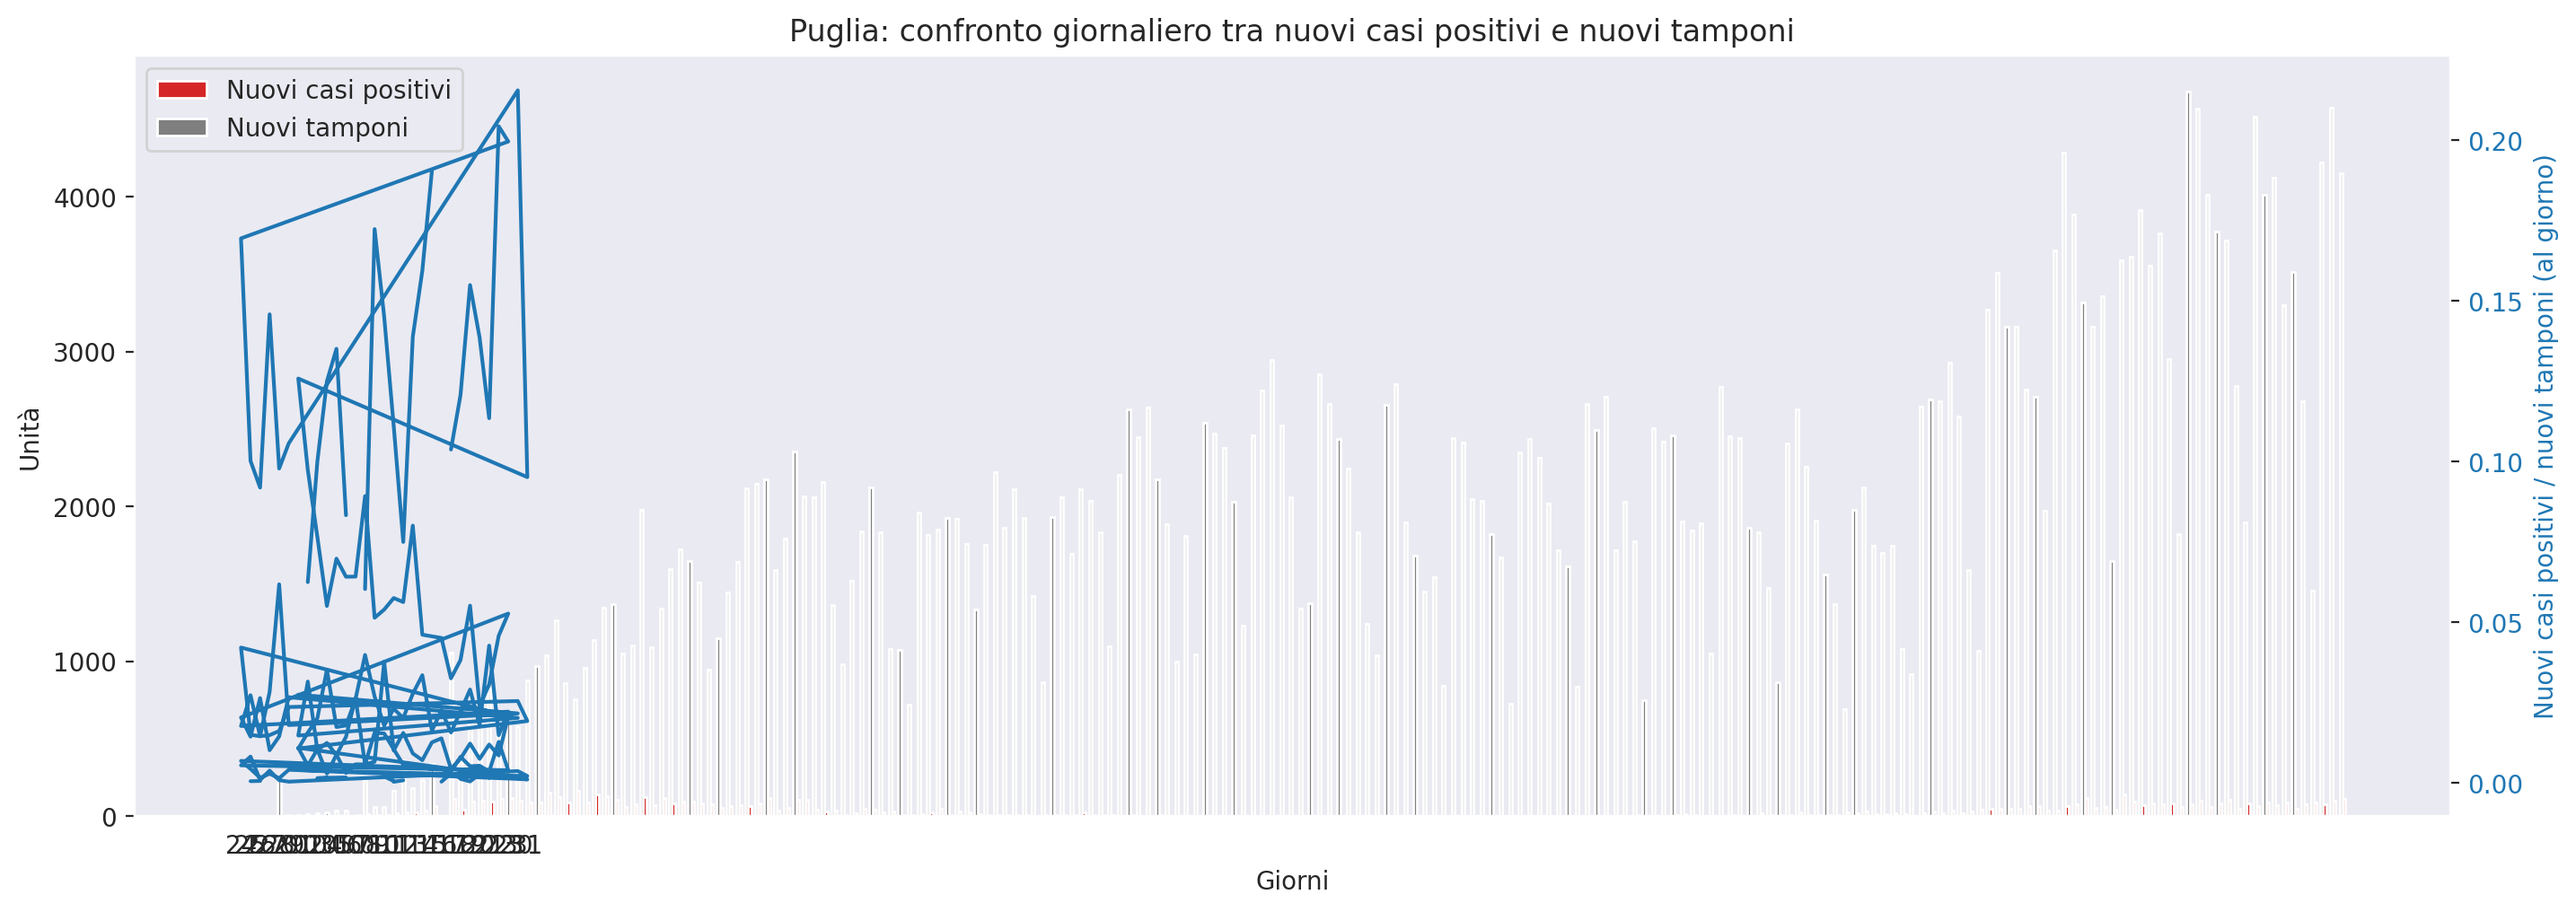 Puglia: confronto giornaliero tra nuovi casi positivi e nuovi tamponi
Nuovi casi positivi
Nuovi tamponi
Unità
4000
3000
2000
1000
0
0.20
0.15
0.10
0.05
0.00
Nuovi casi positivi / nuovi tamponi (al giorno)
Giorni